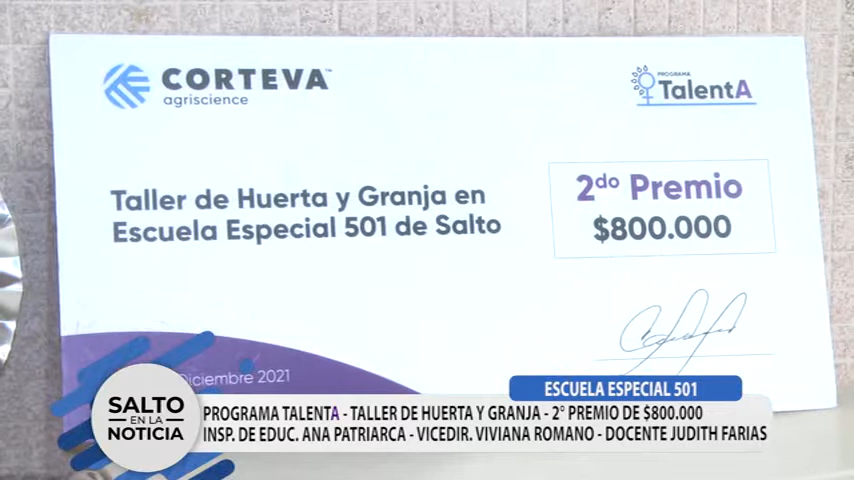 CORTEVA™
agriscience
PROGRAMA
TalentA
Taller de Huerta y Granja en
Escuela Especial 501 de Salto
2do Premio
$800.000
Diciembre 2021
ESCUELA ESPECIAL 501
SALTO
EN LA
NOTICIA
PROGRAMA TALENTA - TALLER DE HUERTA Y GRANJA - 2° PREMIO DE $800.000
INSP. DE EDUC. ANA PATRIARCA - VICEDIR. VIVIANA ROMANO - DOCENTE JUDITH FARIAS